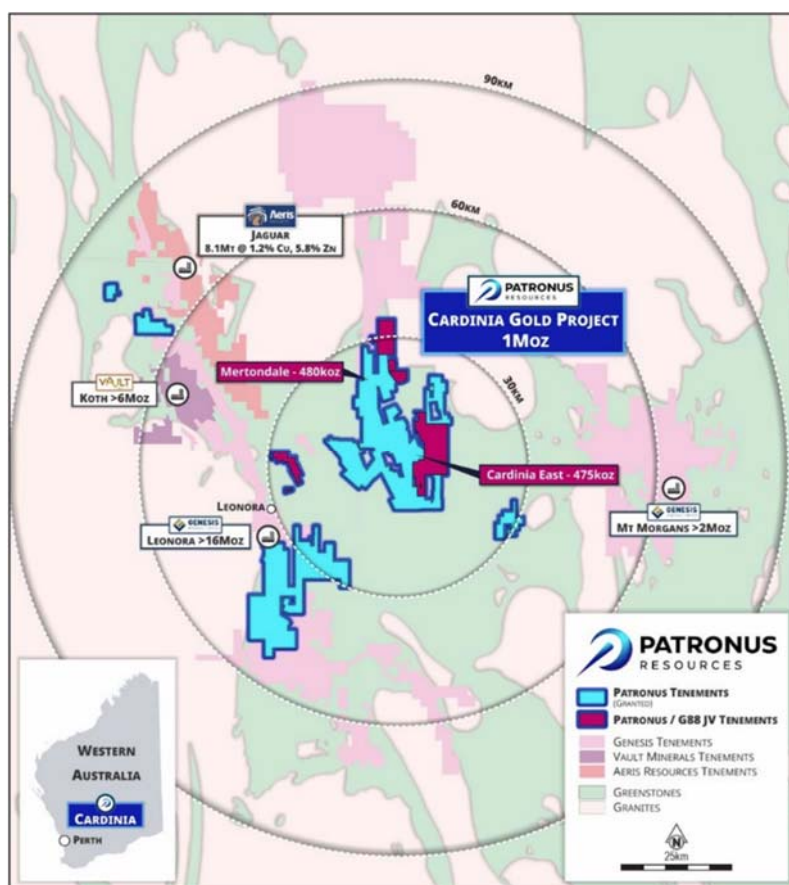 90KM
60KM
Aeris
JAGUAR
8.1MT @ 1.2% CU, 5.8% ZN
PATRONUS
RESOURCES
CARDINIA GOLD PROJECT
1MOZ
30KM
Mertondale - 480koz
VAULT
KOTH >6MOZ
Cardinia East - 475koz
LEONORA
GENESIS
LEONORA >16MOZ
GENESIS
MT MORGANS >2MOZ
PATRONUS
RESOURCES
PATRONUS TENEMENTS
(GRANTED)
PATRONUS / G88 JV TENEMENTS
GENESIS TENEMENTS
VAULT MINERALS TENEMENTS
AERIS RESOURCES TENEMENTS
GREENSTONES
GRANITES
N
25km
WESTERN
AUSTRALIA
CARDINIA
PERTH